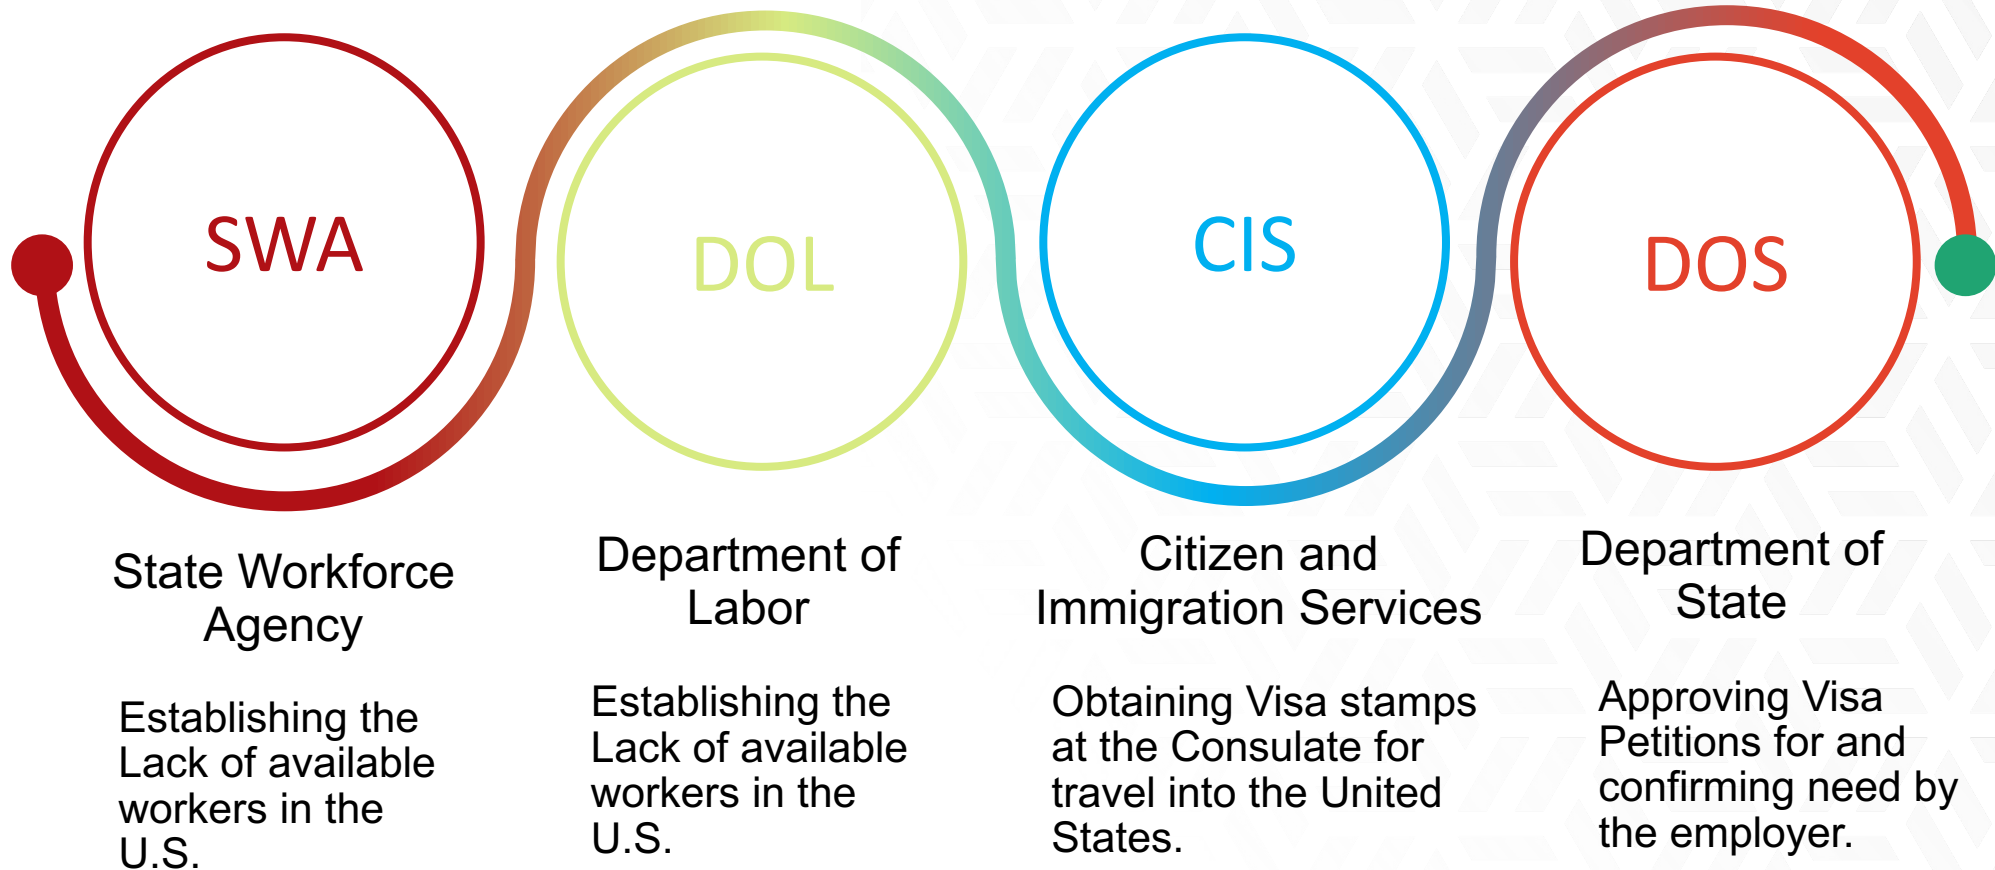 SWA
DOL
CIS
DOS
State Workforce
Agency
Establishing the
Lack of available
workers in the
U.S.
Department of
Labor
Establishing the
Lack of available
workers in the
U.S.
Citizen and
Immigration Services
Obtaining Visa stamps
at the Consulate for
travel into the United
States.
Department of
State
Approving Visa
Petitions for and
confirming need by
the employer.